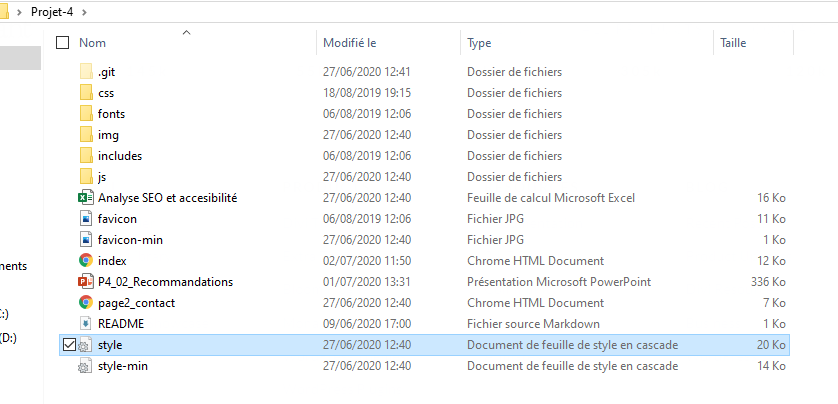 Projet-4
Nom Modifié le Type Taille
.git 27/06/2020 12:41 Dossier de fichiers
css 18/08/2019 19:15 Dossier de fichiers
fonts 06/08/2019 12:06 Dossier de fichiers
img 27/06/2020 12:40 Dossier de fichiers
includes 06/08/2019 12:06 Dossier de fichiers
js 27/06/2020 12:40 Dossier de fichiers
Analyse SEO et accesibilité 27/06/2020 12:40 Feuille de calcul Microsoft Excel 16 Ko
favicon 06/08/2019 12:06 Fichier JPG 11 Ko
favicon-min 27/06/2020 12:40 Fichier JPG 1 Ko
ments index 02/07/2020 11:50 Chrome HTML Document 12 Ko
P4_02_Recommandations 01/07/2020 13:31 Présentation Microsoft PowerPoint 336 Ko
page2_contact 27/06/2020 12:40 Chrome HTML Document 7 Ko
:) README 09/06/2020 17:00 Fichier source Markdown 1 Ko
(D:) style 27/06/2020 12:40 Document de feuille de style en cascade 20 Ko
style-min 27/06/2020 12:40 Document de feuille de style en cascade 14 Ko